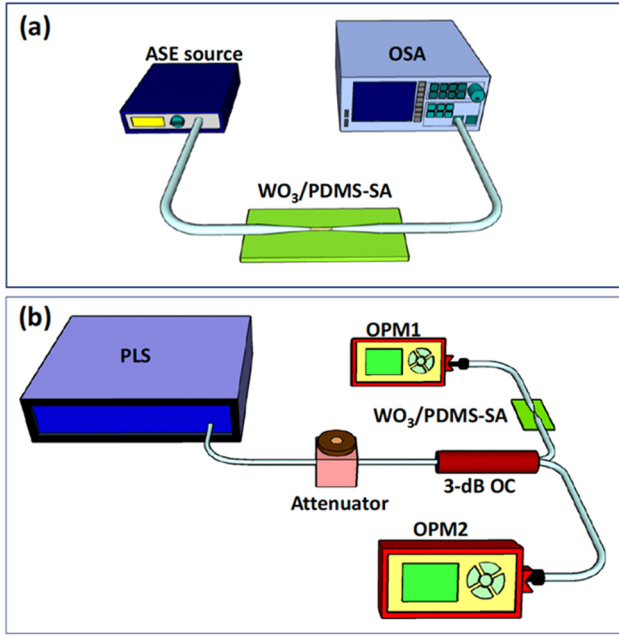 (a)
ASE source
OSA
WO₃/PDMS-SA
(b)
PLS
OPM1
WO₃/PDMS-SA
Attenuator
3-dB OC
OPM2